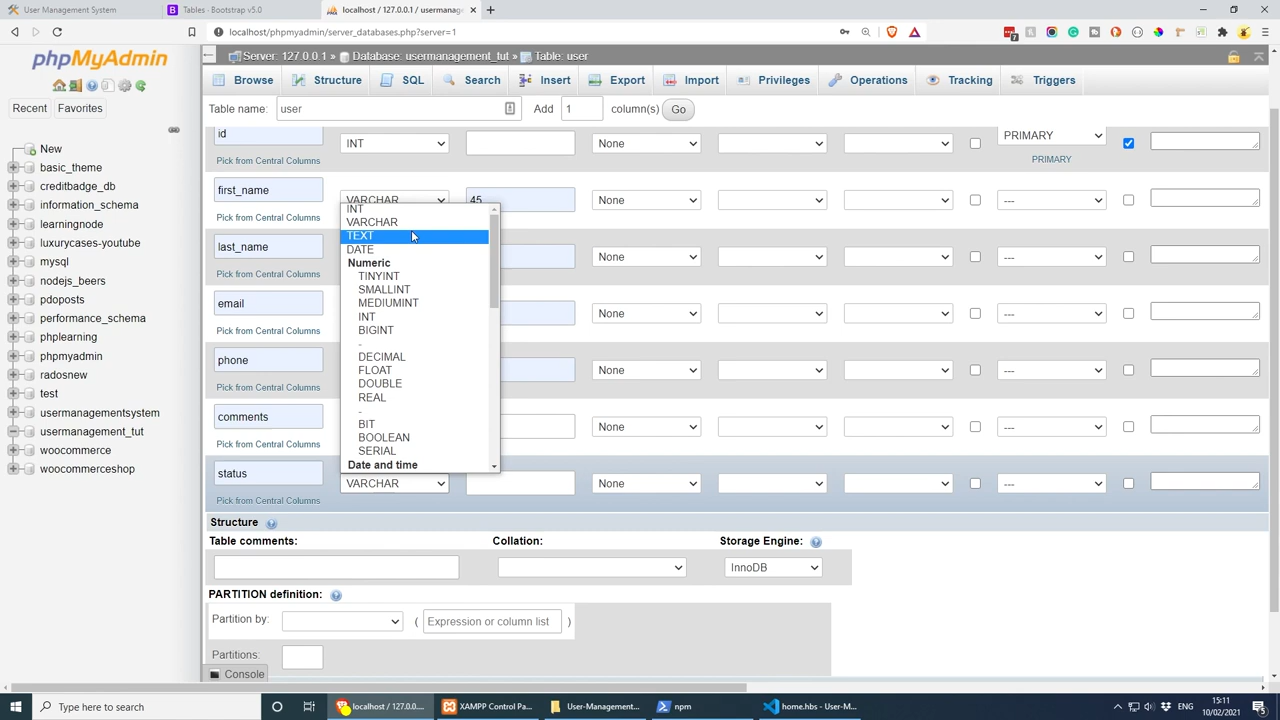 User Management System
Tables · Bootstrap v5.0
localhost / 127.0.0.1 / usermanage
localhost/phpmyadmin/server_databases.php?server=1
7
phpMyAdmin
Recent
Favorites
New
basic_theme
creditbadge_db
information_schema
learningnode
luxurycases-youtube
mysql
nodejs_beers
pdoposts
performance_schema
phplearning
phpmyadmin
radosnew
test
usermanagementsystem
usermanagement_tut
woocommerce
woocommerceshop
Server: 127.0.0.1 » Database: usermanagement_tut » Table: user
Browse Structure SQL Search Insert Export Import Privileges Operations Tracking Triggers
Table name: user Add 1 column(s) Go
id INT None PRIMARY
Pick from Central Columns PRIMARY
first_name VARCHAR 45 None ---
Pick from Central Columns
last_name None ---
Pick from Central Columns
email None ---
Pick from Central Columns
phone None ---
Pick from Central Columns
comments None ---
Pick from Central Columns
status VARCHAR None ---
Pick from Central Columns
INT
VARCHAR
TEXT
DATE
Numeric
TINYINT
SMALLINT
MEDIUMINT
INT
BIGINT
-
DECIMAL
FLOAT
DOUBLE
REAL
-
BIT
BOOLEAN
SERIAL
Date and time
Structure
Table comments: Collation: Storage Engine:
InnoDB
PARTITION definition:
Partition by: ( Expression or column list )
Partitions:
Console
Type here to search
localhost / 127.0.0....
XAMPP Control Pa...
User-Management...
npm
home.hbs - User-M...
15:11
10/02/2021
5